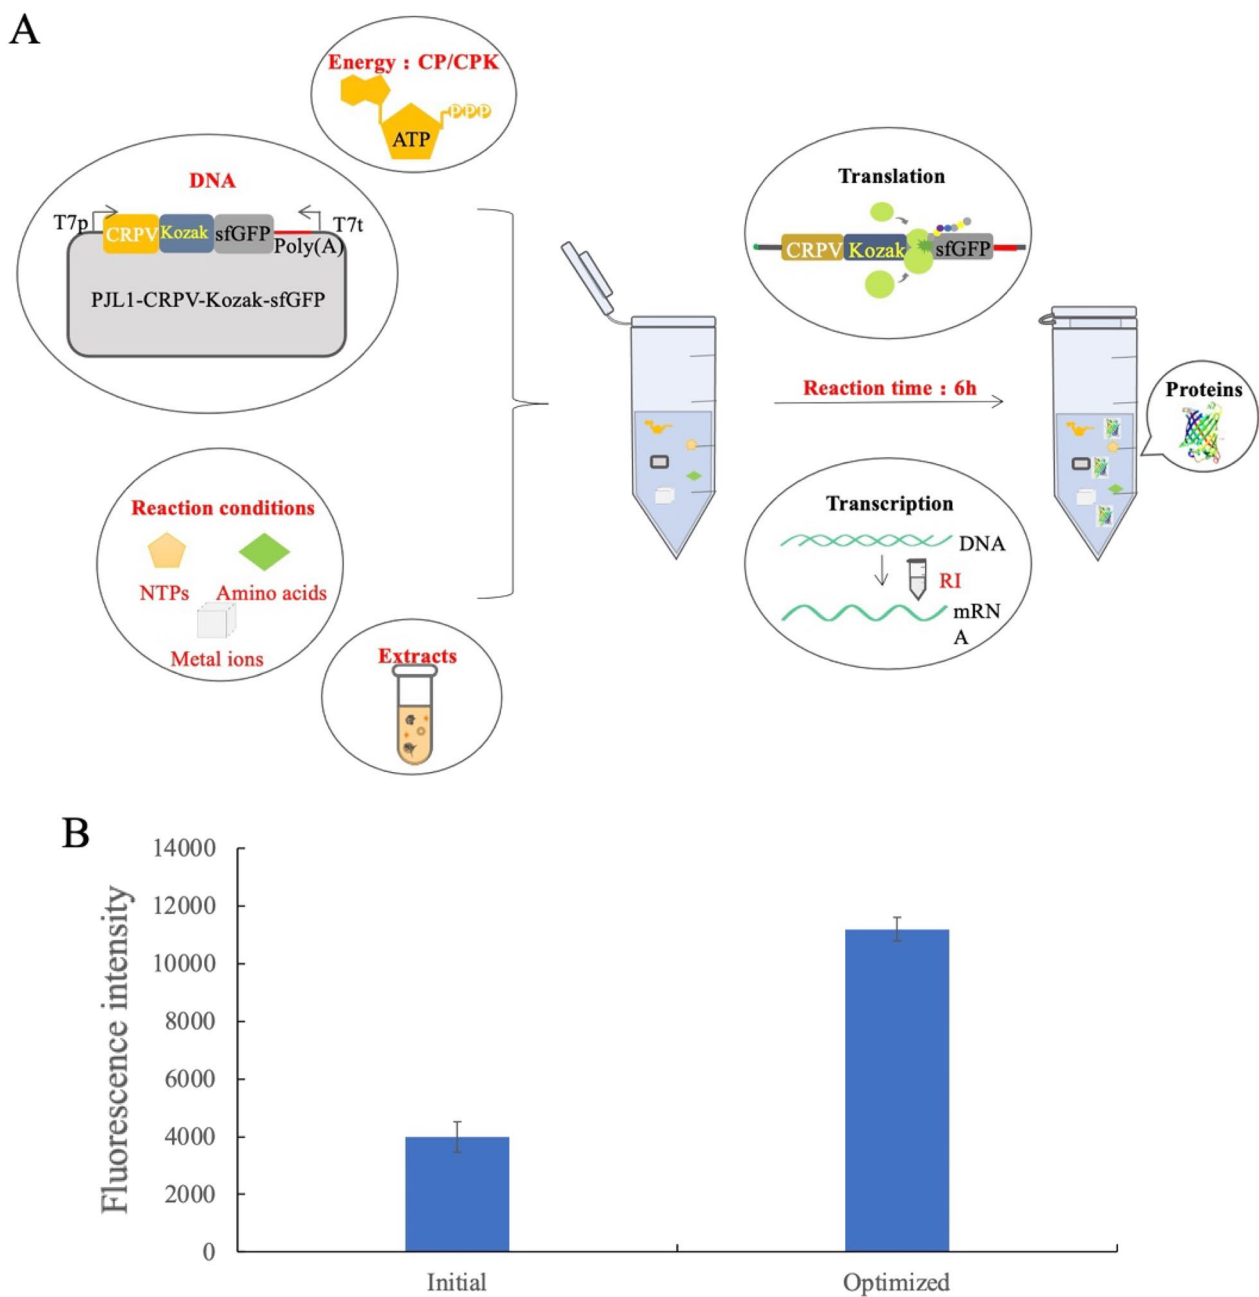 A
Energy : CP/CPK
PPP
ATP
DNA
T7p
CRPV Kozak sfGFP
T7t
Poly(A)
PJL1-CRPV-Kozak-sfGFP
Reaction conditions
NTPs
Amino acids
Metal ions
Extracts
Translation
CRPV Kozak sfGFP
Reaction time : 6h
Transcription
DNA
RI
mRN
A
Proteins
B
Fluorescence intensity
14000
12000
10000
8000
6000
4000
2000
0
Initial
Optimized